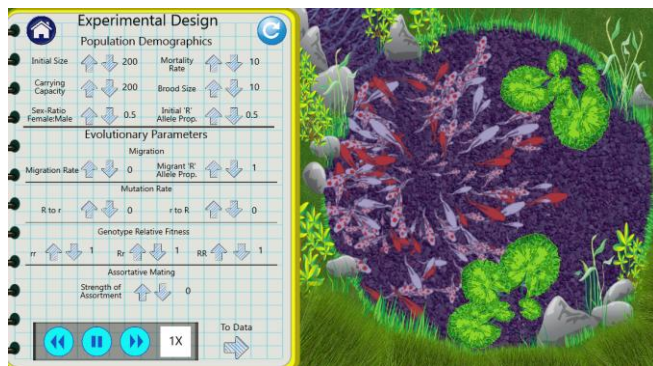 Experimental Design
Population Demographics
Initial Size 200 Mortality Rate 10
Carrying Capacity 200 Brood Size 10
Sex-Ratio Female:Male 0.5 Initial 'R' Allele Prop. 0.5
Evolutionary Parameters
Migration
Migration Rate 0 Migrant 'R' Allele Prop. 1
Mutation Rate
R to r 0 r to R 0
Genotype Relative Fitness
rr 1 Rr 1 RR 1
Assortative Mating
Strength of Assortment 0
1X To Data